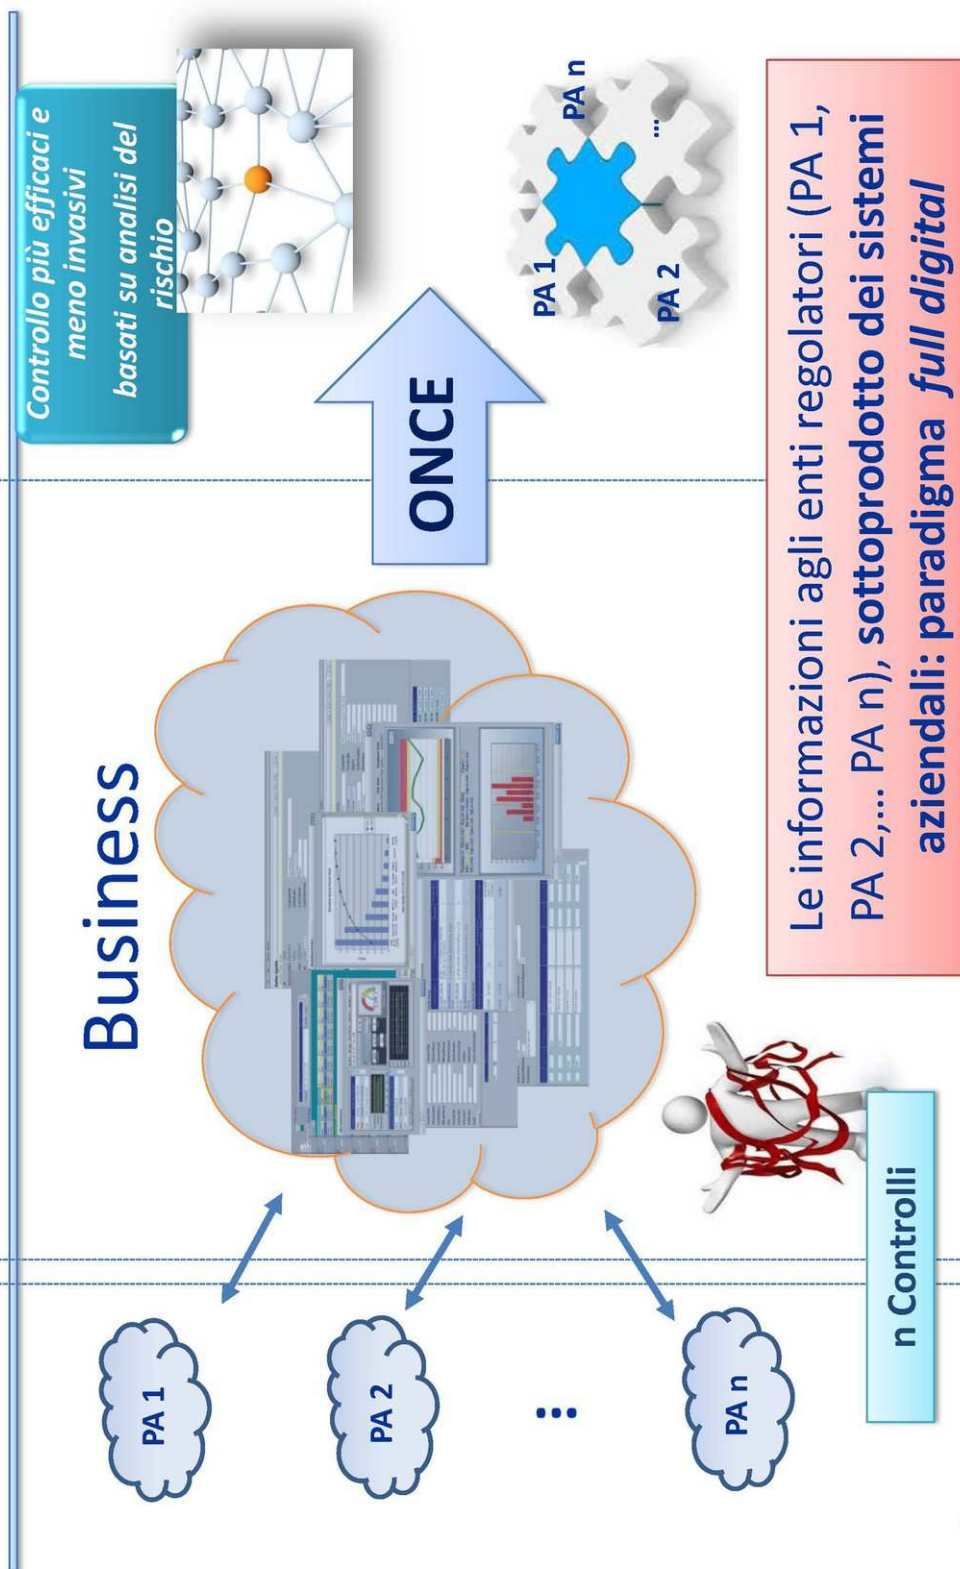 Business
PA 1
PA 2
...
PA n
n Controlli
ONCE
Controllo più efficaci e
meno invasivi
basati su analisi del
rischio
PA 1
PA n
PA 2
...
Le informazioni agli enti regolatori (PA 1,
PA 2,... PA n), sottoprodotto dei sistemi
aziendali: paradigma full digital